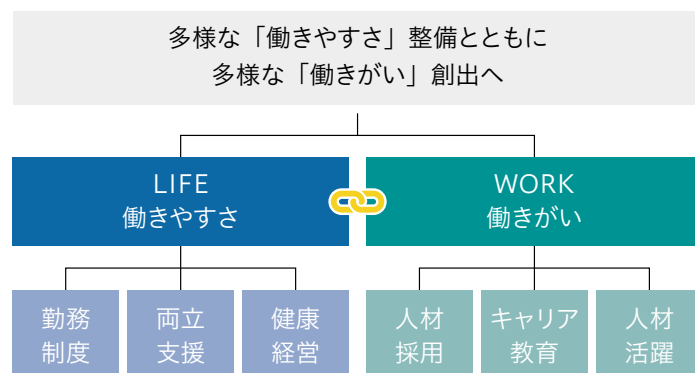 多様な「働きやすさ」整備とともに
多様な「働きがい」創出へ
LIFE
働きやすさ
WORK
働きがい
勤務
制度
両立
支援
健康
経営
人材
採用
キャリア
教育
人材
活躍